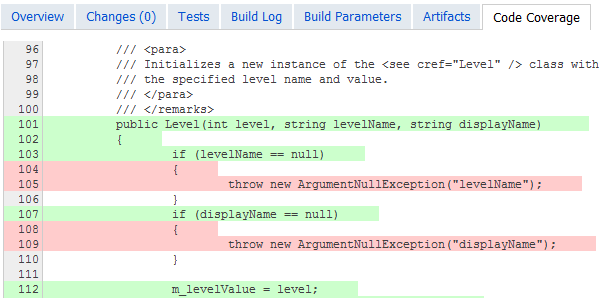 Overview Changes (0) Tests Build Log Build Parameters Artifacts Code Coverage
96 /// <para>
97 /// Initializes a new instance of the <see cref="Level" /> class with
98 /// the specified level name and value.
99 /// </para>
100 /// </remarks>
101 public Level(int level, string levelName, string displayName)
102 {
103 if (levelName == null)
104 {
105 throw new ArgumentNullException("levelName");
106 }
107 if (displayName == null)
108 {
109 throw new ArgumentNullException("displayName");
110 }
111
112 m_levelValue = level;